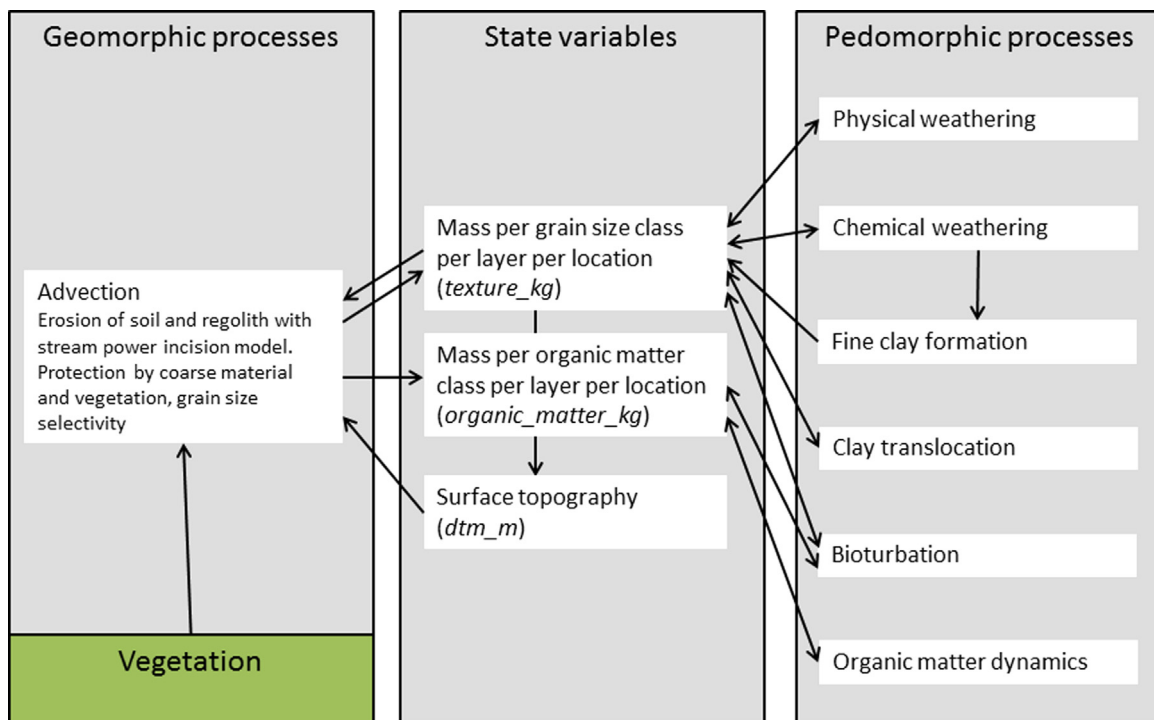 Geomorphic processes
Advection
Erosion of soil and regolith with
stream power incision model.
Protection by coarse material
and vegetation, grain size
selectivity
Vegetation
State variables
Mass per grain size class
per layer per location
(texture_kg)
Mass per organic matter
class per layer per location
(organic_matter_kg)
Surface topography
(dtm_m)
Pedomorphic processes
Physical weathering
Chemical weathering
Fine clay formation
Clay translocation
Bioturbation
Organic matter dynamics